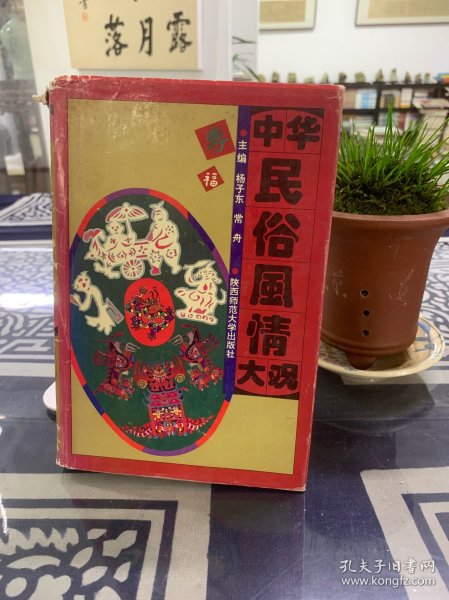 露
月
落
中华
民俗風情
大观
主编 杨子东 常舟
陕西师范大学出版社
寿
福
孔夫子旧书网
www.kongfz.com